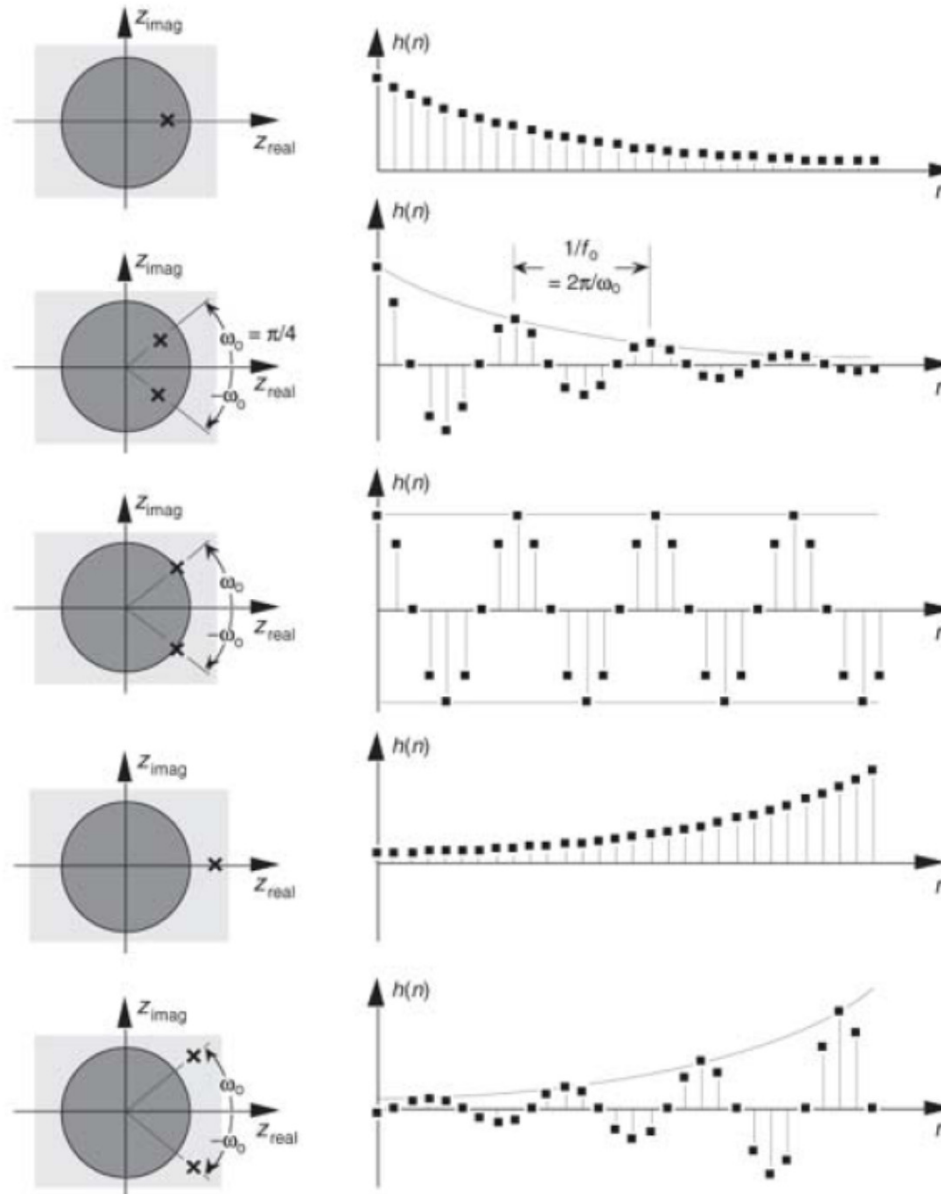 z_imag
h(n)
z_real
h(n)
z_imag
1/f_o
= 2π/ω_o
ω_o = π/4
z_real
-ω_o
h(n)
z_imag
ω_o
z_real
-ω_o
h(n)
z_imag
z_real
h(n)
z_imag
ω_o
z_real
-ω_o